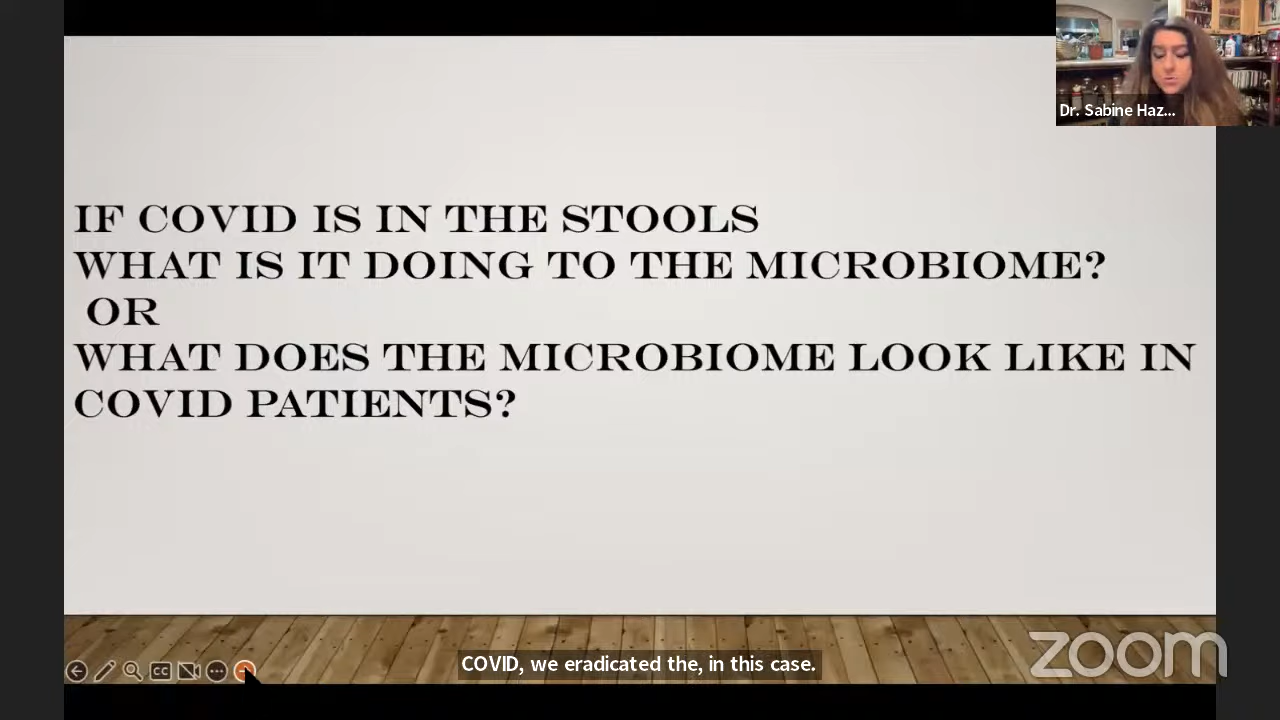 Dr. Sabine Haz...
IF COVID IS IN THE STOOLS
WHAT IS IT DOING TO THE MICROBIOME?
OR
WHAT DOES THE MICROBIOME LOOK LIKE IN
COVID PATIENTS?
CC
COVID, we eradicated the, in this case.
zoom